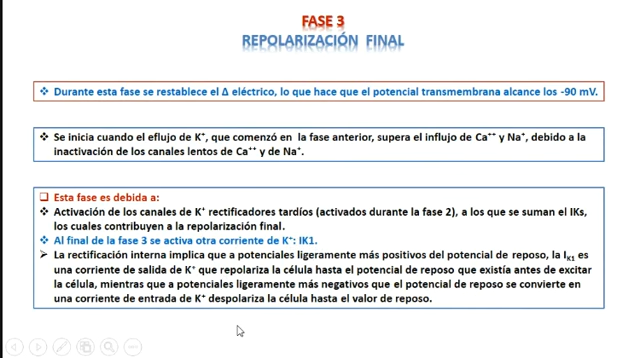 FASE 3
REPOLARIZACIÓN FINAL
❖ Durante esta fase se restablece el Δ eléctrico, lo que hace que el potencial transmembrana alcance los -90 mV.
❖ Se inicia cuando el eflujo de K⁺, que comenzó en la fase anterior, supera el influjo de Ca⁺⁺ y Na⁺, debido a la
inactivación de los canales lentos de Ca⁺⁺ y de Na⁺.
❑ Esta fase es debida a:
❖ Activación de los canales de K⁺ rectificadores tardíos (activados durante la fase 2), a los que se suman el IKs,
los cuales contribuyen a la repolarización final.
❖ Al final de la fase 3 se activa otra corriente de K⁺: IK1.
➢ La rectificación interna implica que a potenciales ligeramente más positivos del potencial de reposo, la I_K1 es
una corriente de salida de K⁺ que repolariza la célula hasta el potencial de reposo que existía antes de excitar
la célula, mientras que a potenciales ligeramente más negativos que el potencial de reposo se convierte en
una corriente de entrada de K⁺ despolariza la célula hasta el valor de reposo.